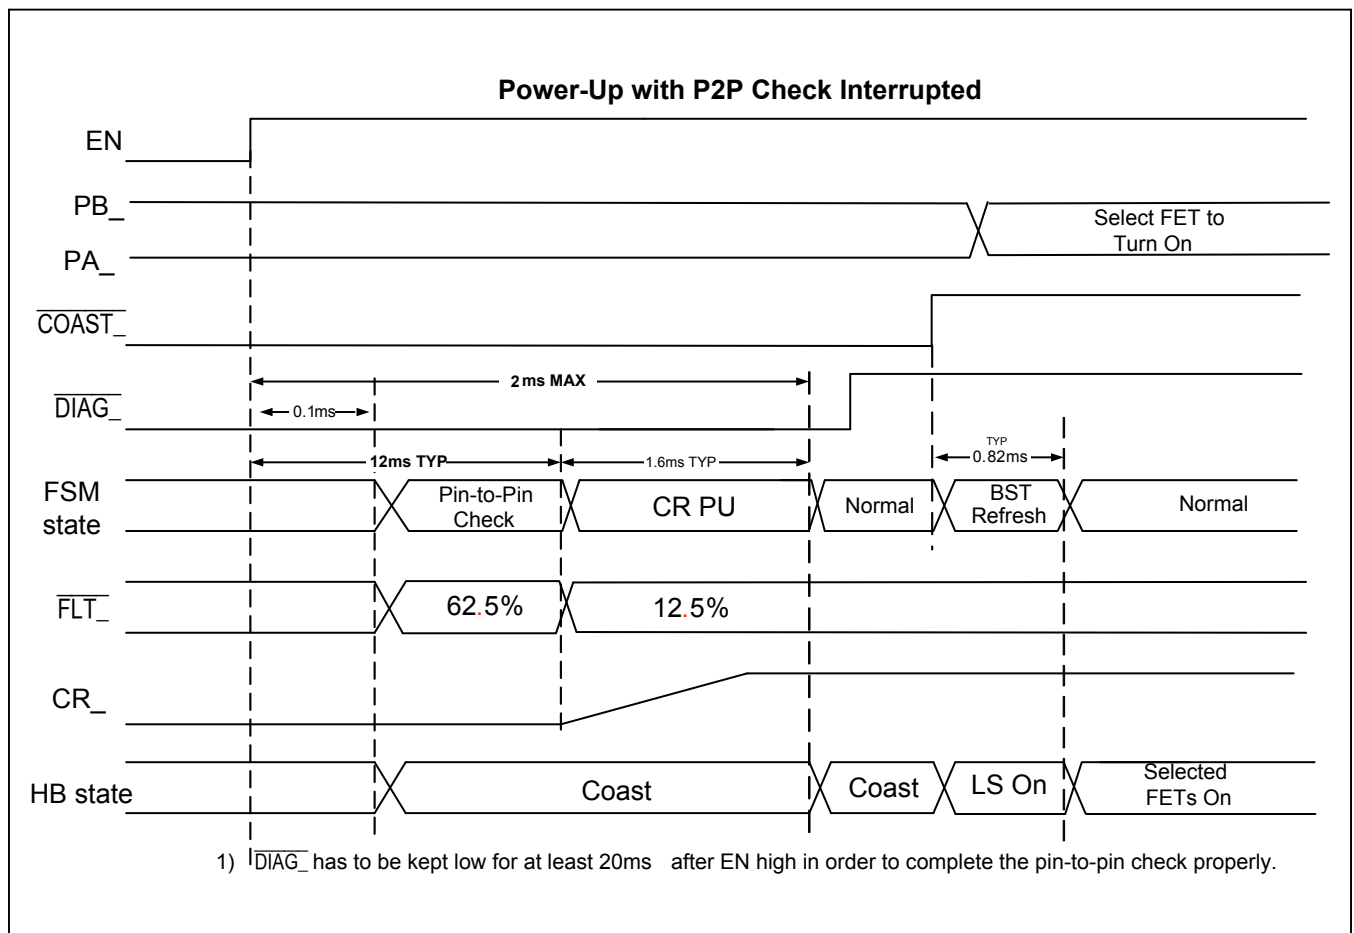 Power-Up with P2P Check Interrupted
EN
PB_
Select FET to
Turn On
PA_
COAST_
2ms MAX
DIAG_
0.1ms
12ms TYP
1.6ms TYP
TYP
0.82ms
FSM
state
Pin-to-Pin
Check
CR PU
Normal
BST
Refresh
Normal
FLT_
62.5%
12.5%
CR_
HB state
Coast
Coast
LS On
Selected
FETs On
1) DIAG_ has to be kept low for at least 20ms after EN high in order to complete the pin-to-pin check properly.